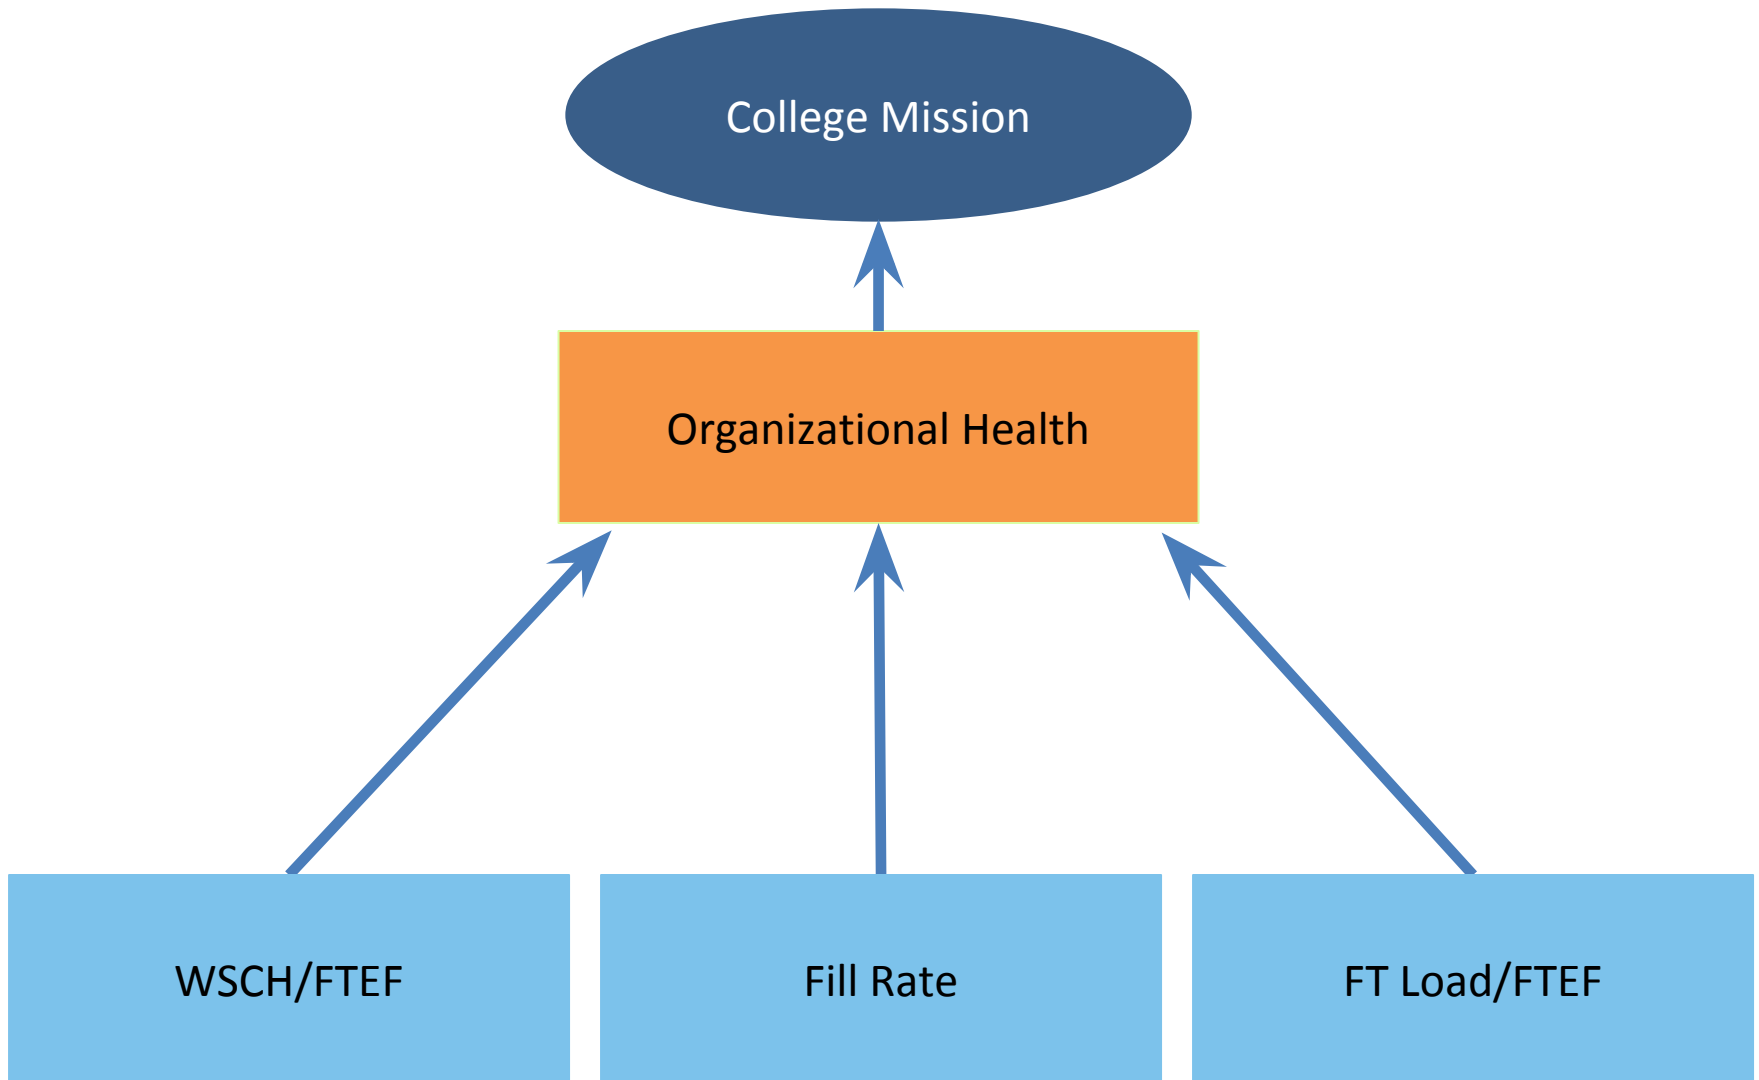 College Mission
Organizational Health
WSCH/FTEF
Fill Rate
FT Load/FTEF